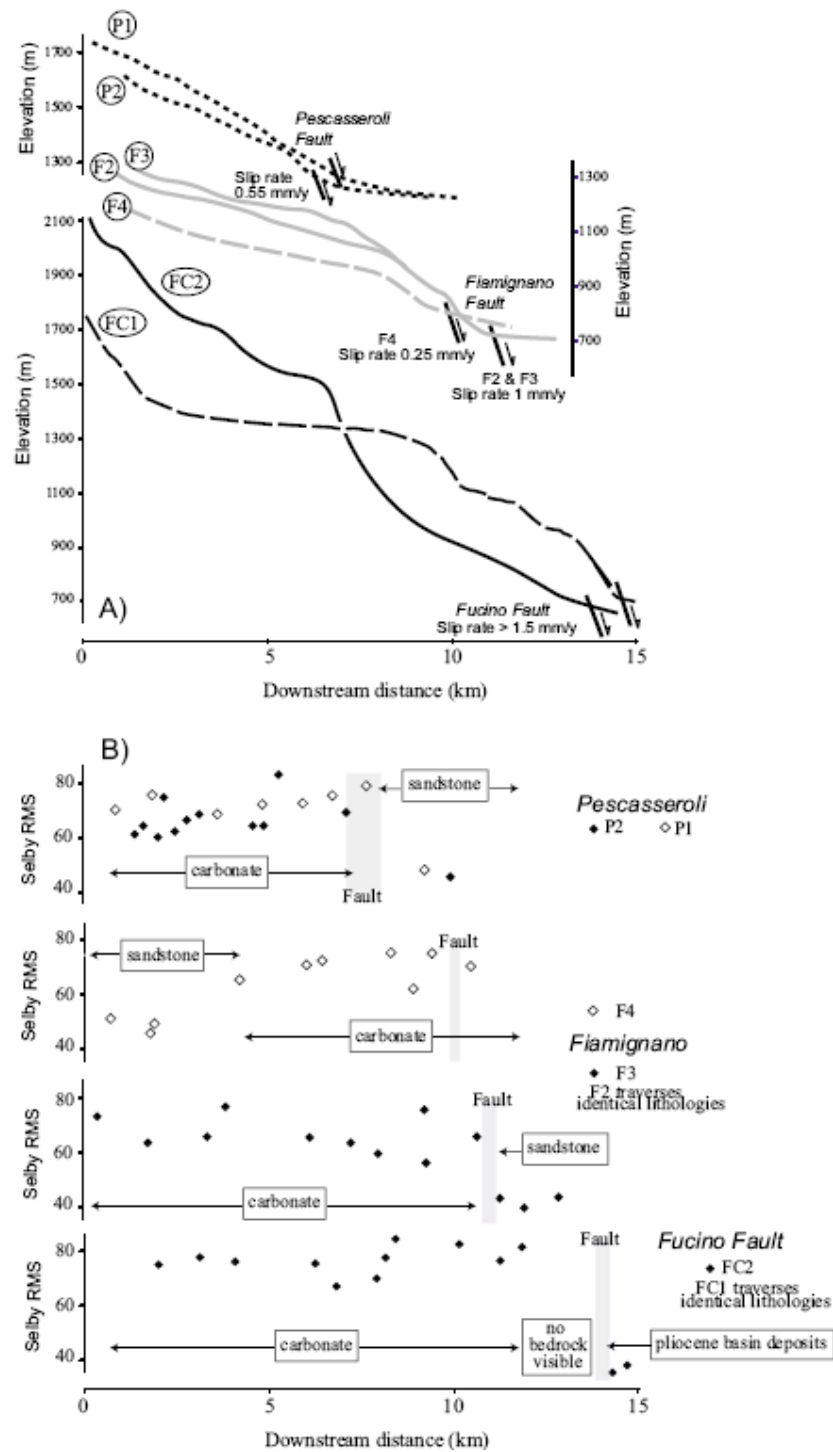 P1
1700
Elevation (m)
P2
1500
Pescasseroli
Fault
F3
1300
F2
Slip rate
0.55 mm/y
1300
F4
2100
1100
Elevation (m)
1900
FC2
Fiamignano
Fault
900
FC1
1700
F4
Slip rate 0.25 mm/y
700
Elevation (m)
F2 & F3
Slip rate 1 mm/y
1500
1300
1100
900
700
A)
Fucino Fault
Slip rate > 1.5 mm/y
0 5 10 15
Downstream distance (km)
B)
80
sandstone
Pescasseroli
P2 P1
Selby RMS
60
carbonate
40
Fault
80
Fault
sandstone
Selby RMS
60
F4
carbonate
Fiamignano
40
F3
F2 traverses
identical lithologies
80
Fault
Selby RMS
60
sandstone
carbonate
40
Fault
Fucino Fault
80
FC2
FC1 traverses
identical lithologies
Selby RMS
60
carbonate
no
bedrock
visible
pliocene basin deposits
40
0 5 10 15
Downstream distance (km)